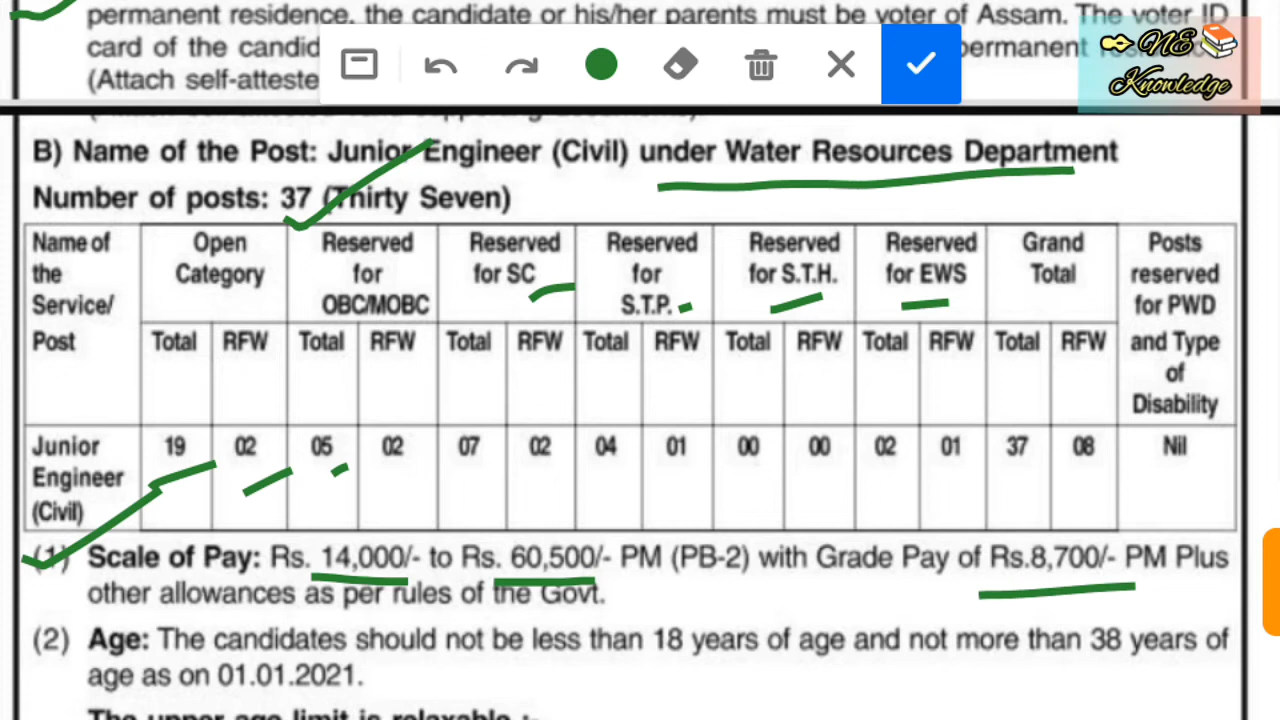 permanent residence, the candidate or his/her parents must be voter of Assam. The voter ID
card of the candid permanent
(Attach self-atteste
NE
Knowledge
B) Name of the Post: Junior Engineer (Civil) under Water Resources Department
Number of posts: 37 (Thirty Seven)
Name of the Service/ Post
Open Category
Reserved for OBC/MOBC
Reserved for SC
Reserved for S.T.P.
Reserved for S.T.H.
Reserved for EWS
Grand Total
Posts reserved for PWD and Type of Disability
Total RFW Total RFW Total RFW Total RFW Total RFW Total RFW Total RFW
Junior Engineer (Civil) 19 02 05 02 07 02 04 01 00 00 02 01 37 08 Nil
(1) Scale of Pay: Rs. 14,000/- to Rs. 60,500/- PM (PB-2) with Grade Pay of Rs.8,700/- PM Plus
other allowances as per rules of the Govt.
(2) Age: The candidates should not be less than 18 years of age and not more than 38 years of
age as on 01.01.2021.
The upper age limit is relaxable :-